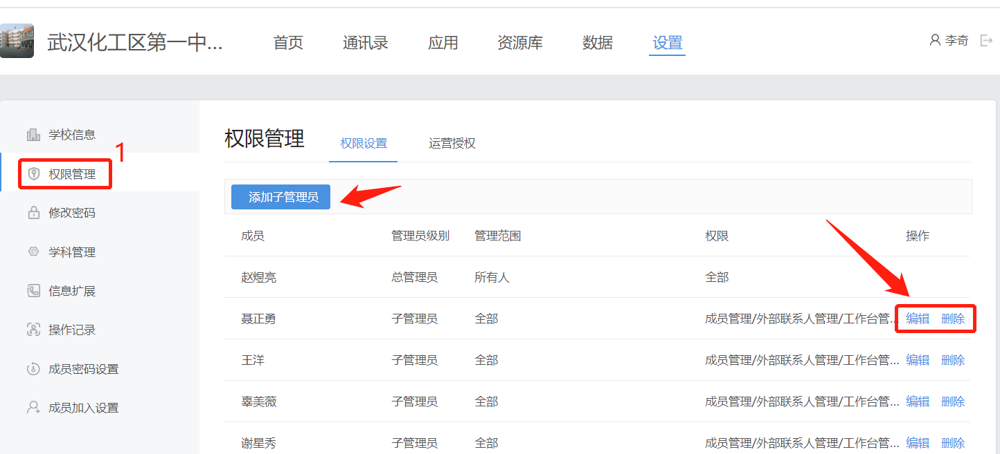 武汉化工区第一中...
首页
通讯录
应用
资源库
数据
设置
李奇
学校信息
权限管理
1
修改密码
学科管理
信息扩展
操作记录
成员密码设置
成员加入设置
权限管理
权限设置
运营授权
添加子管理员
成员 管理员级别 管理范围 权限 操作
赵煜亮 总管理员 所有人 全部
聂正勇 子管理员 全部 成员管理/外部联系人管理/工作台管... 编辑 删除
王洋 子管理员 全部 成员管理/外部联系人管理/工作台管... 编辑 删除
辜美薇 子管理员 全部 成员管理/外部联系人管理/工作台管... 编辑 删除
谢星秀 子管理员 全部 成员管理/外部联系人管理/工作台管... 编辑 删除